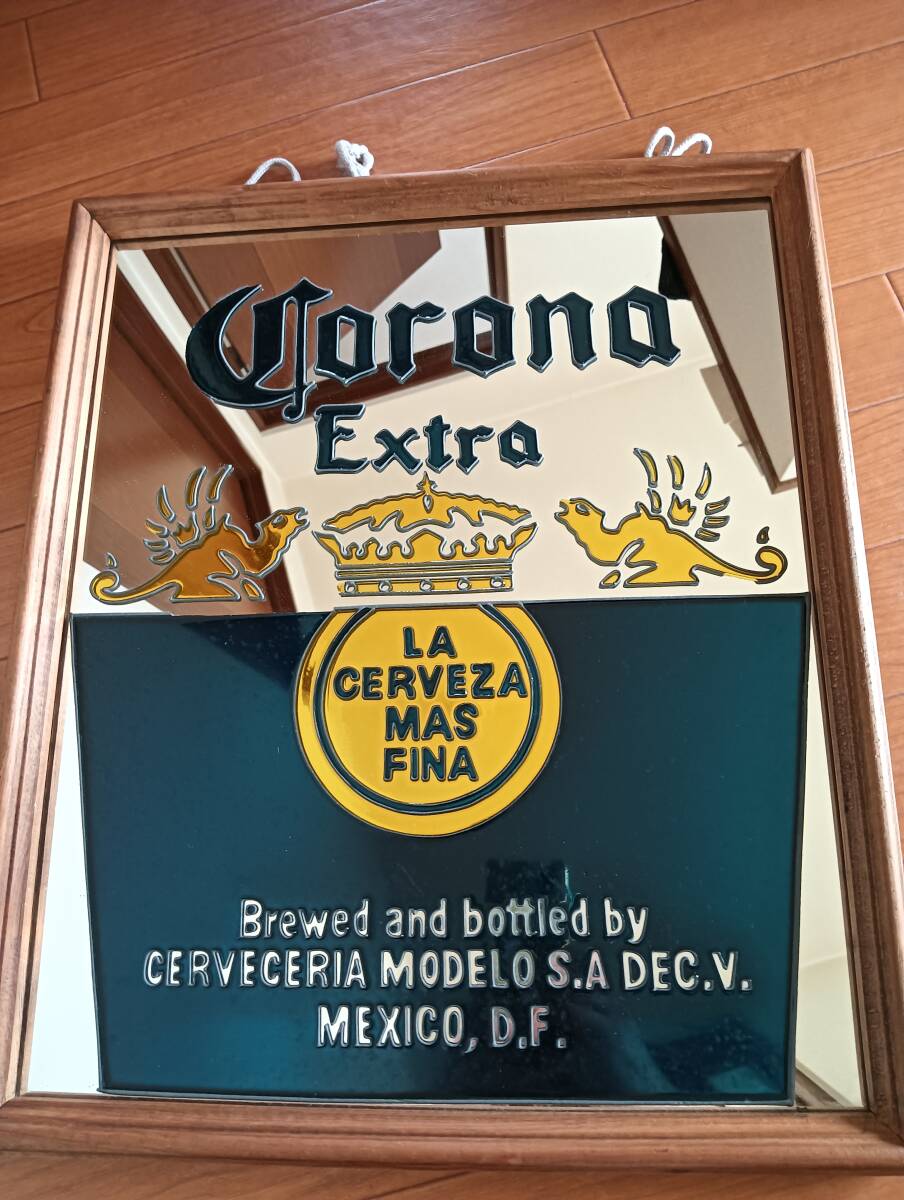 Corona
Extra
LA
CERVEZA
MAS
FINA
Brewed and bottled by
CERVECERIA MODELO S.A DEC.V.
MEXICO, D.F.